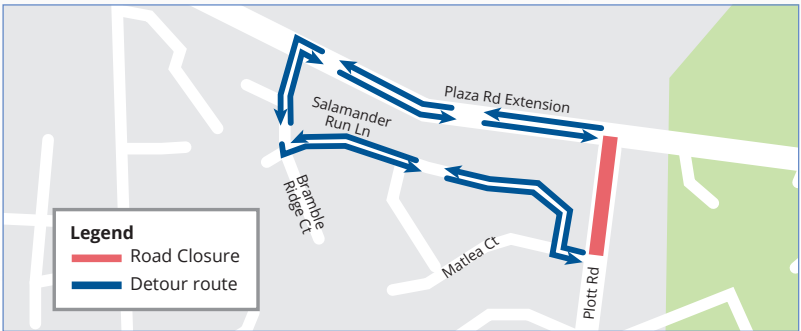 Plaza Rd Extension
Salamander
Run Ln
Bramble
Ridge Ct
Matlea Ct
Plott Rd
Legend
Road Closure
Detour route